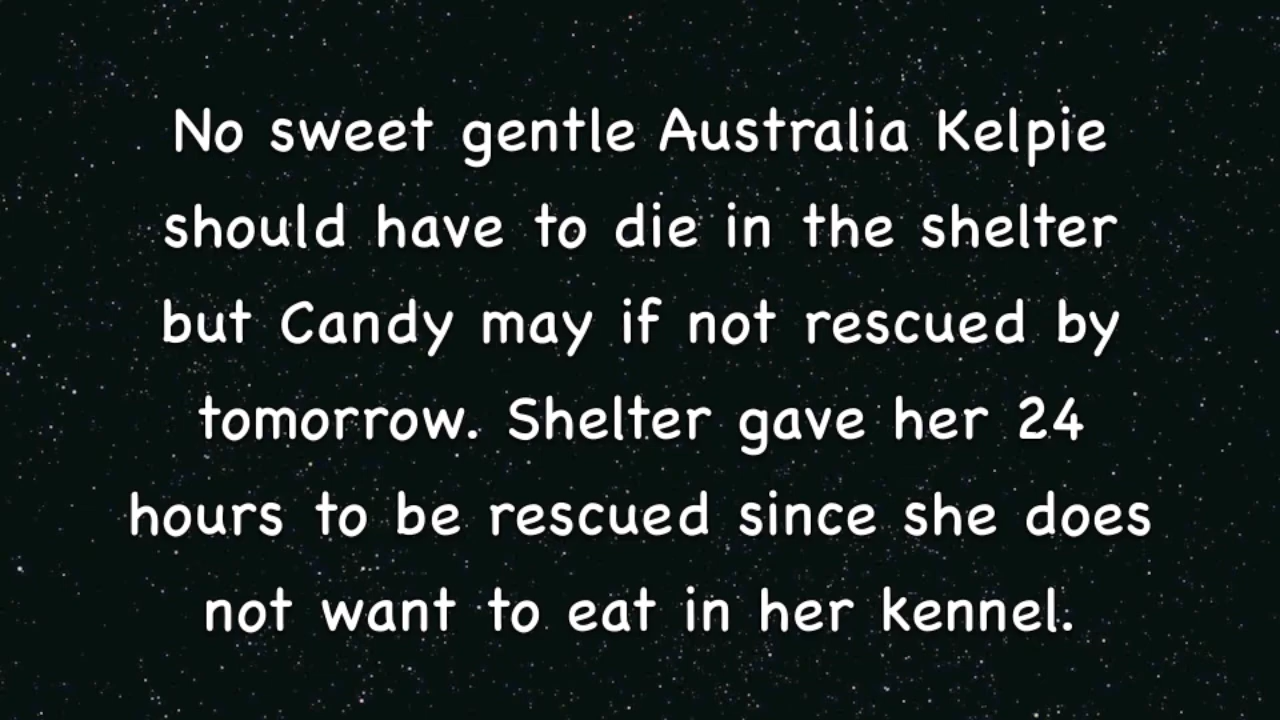 No sweet gentle Australia Kelpie
should have to die in the shelter
but Candy may if not rescued by
tomorrow. Shelter gave her 24
hours to be rescued since she does
not want to eat in her kennel.